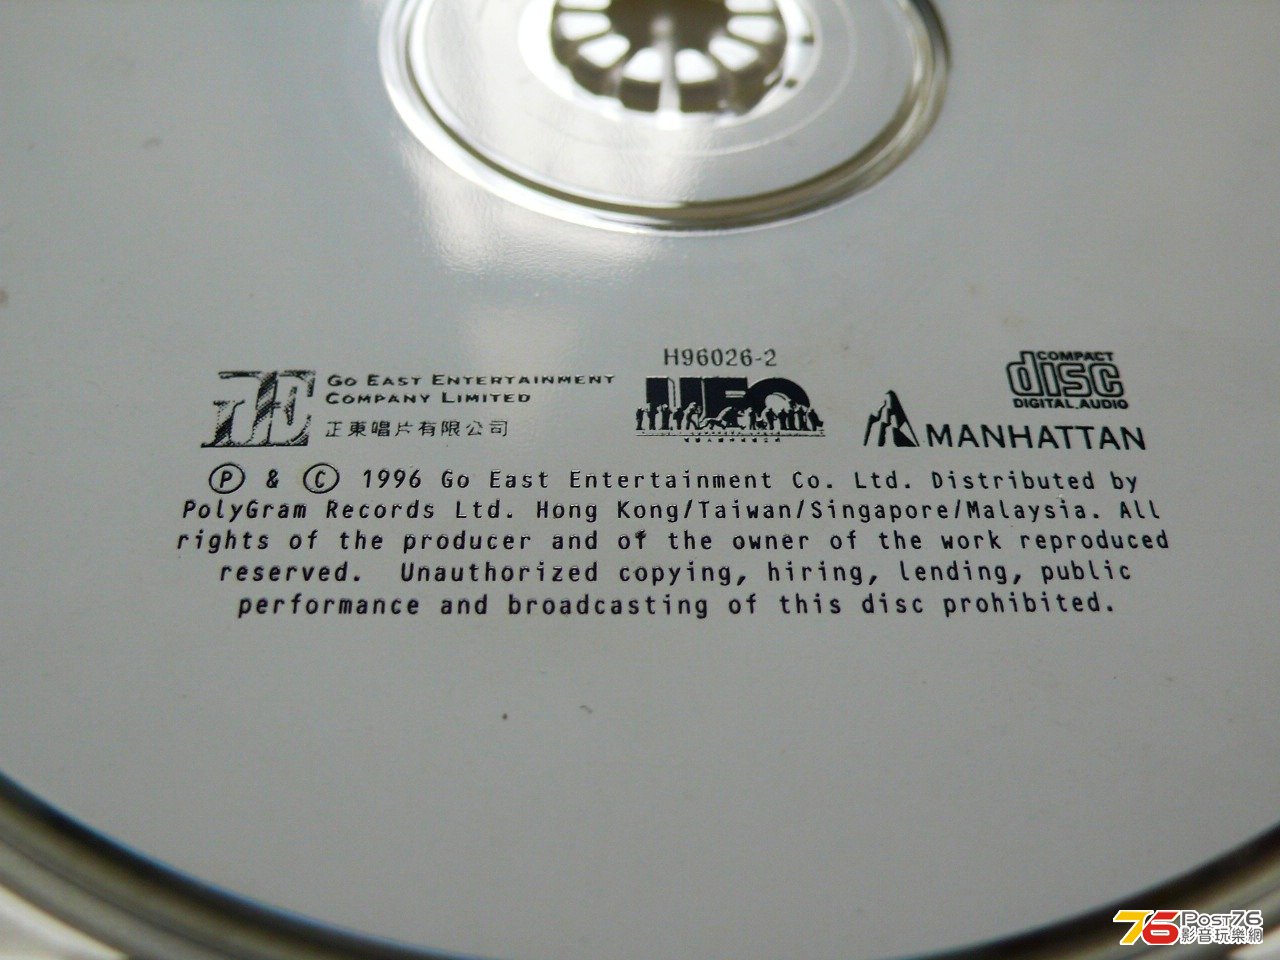 H96026-2
GO EAST ENTERTAINMENT
COMPANY LIMITED
正東唱片有限公司
UFO
MANHATTAN
COMPACT
disc
DIGITAL AUDIO
Ⓟ & Ⓒ 1996 Go East Entertainment Co. Ltd. Distributed by
PolyGram Records Ltd. Hong Kong/Taiwan/Singapore/Malaysia. All
rights of the producer and of the owner of the work reproduced
reserved. Unauthorized copying, hiring, lending, public
performance and broadcasting of this disc prohibited.
76 POST76
影音玩樂網